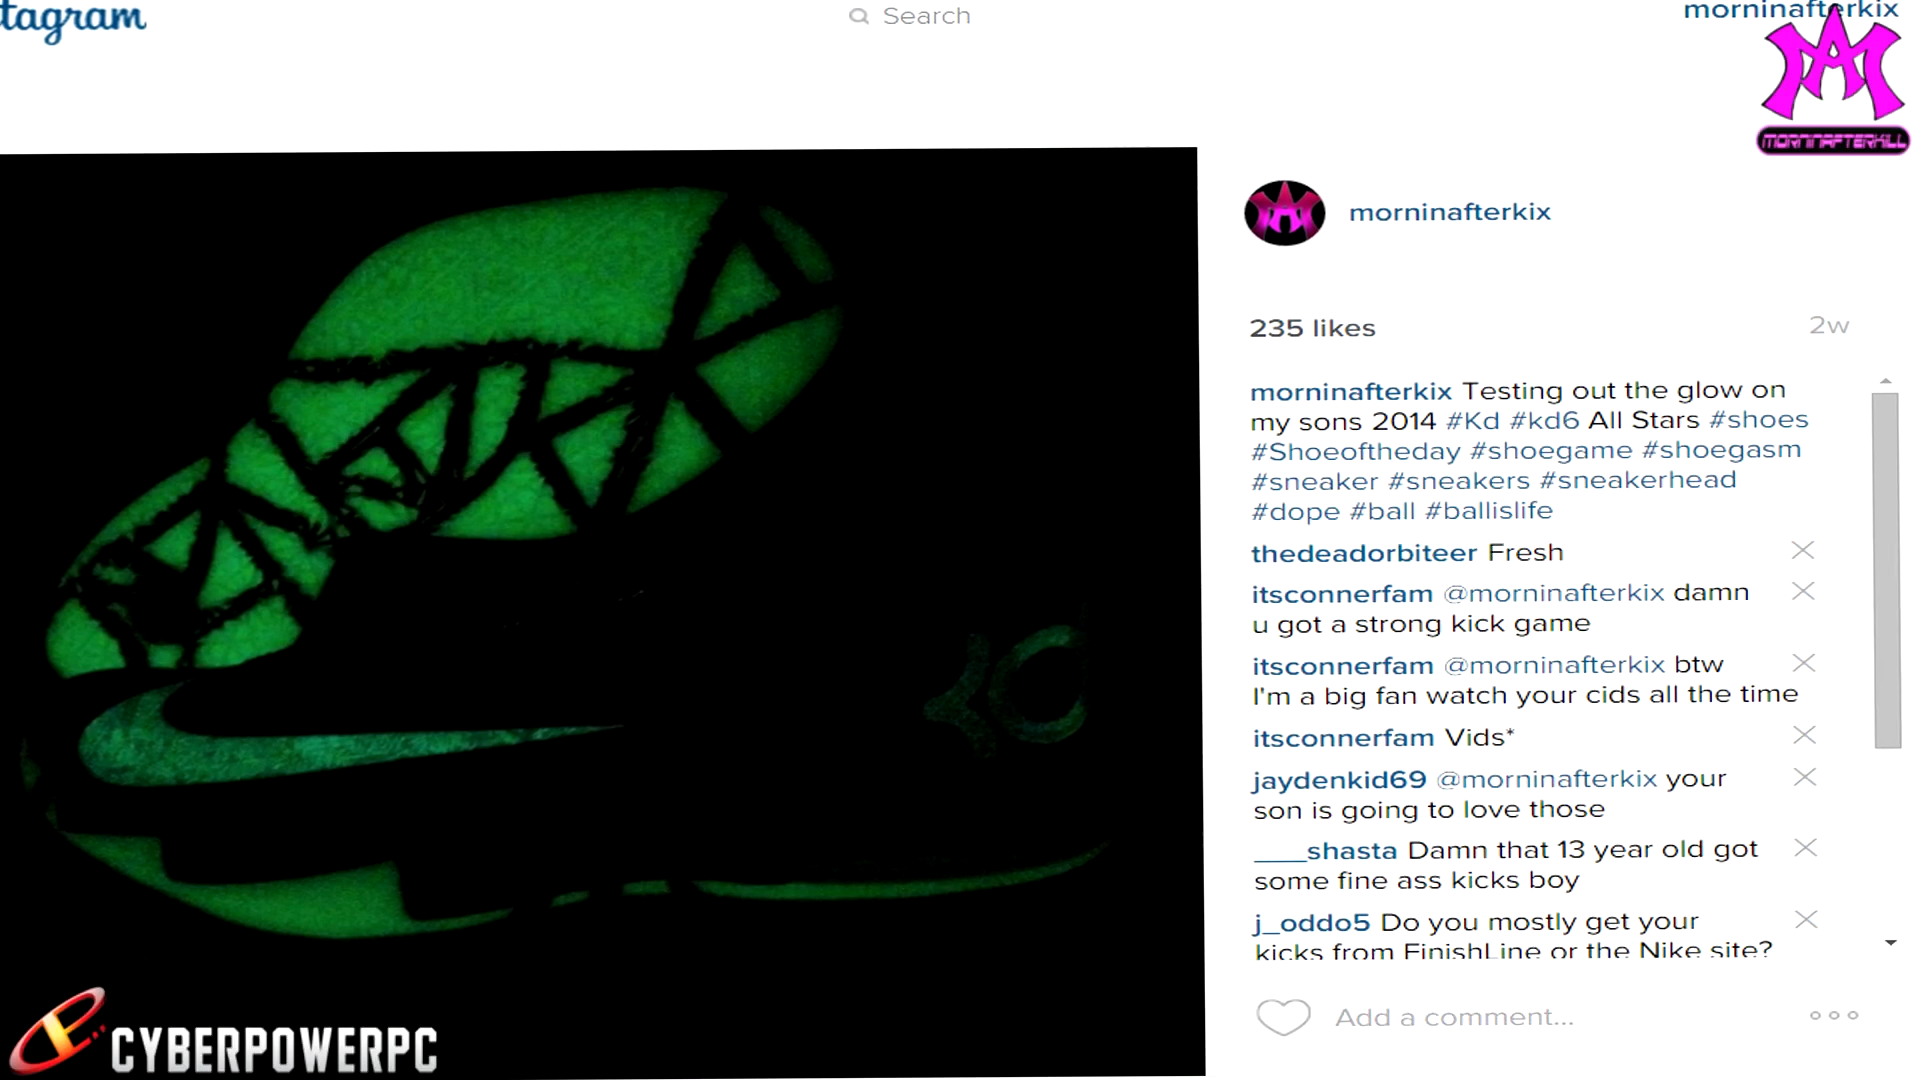 tagram
Search
morninafterkix
MORNINAFTERKILL
morninafterkix
235 likes
2w
morninafterkix Testing out the glow on
my sons 2014 #Kd #kd6 All Stars #shoes
#Shoeoftheday #shoegame #shoegasm
#sneaker #sneakers #sneakerhead
#dope #ball #ballislife
thedeadorbiteer Fresh
itsconnerfam @morninafterkix damn
u got a strong kick game
itsconnerfam @morninafterkix btw
I'm a big fan watch your cids all the time
itsconnerfam Vids*
jaydenkid69 @morninafterkix your
son is going to love those
____shasta Damn that 13 year old got
some fine ass kicks boy
j_oddo5 Do you mostly get your
kicks from FinishLine or the Nike site?
Add a comment...
CYBERPOWERPC